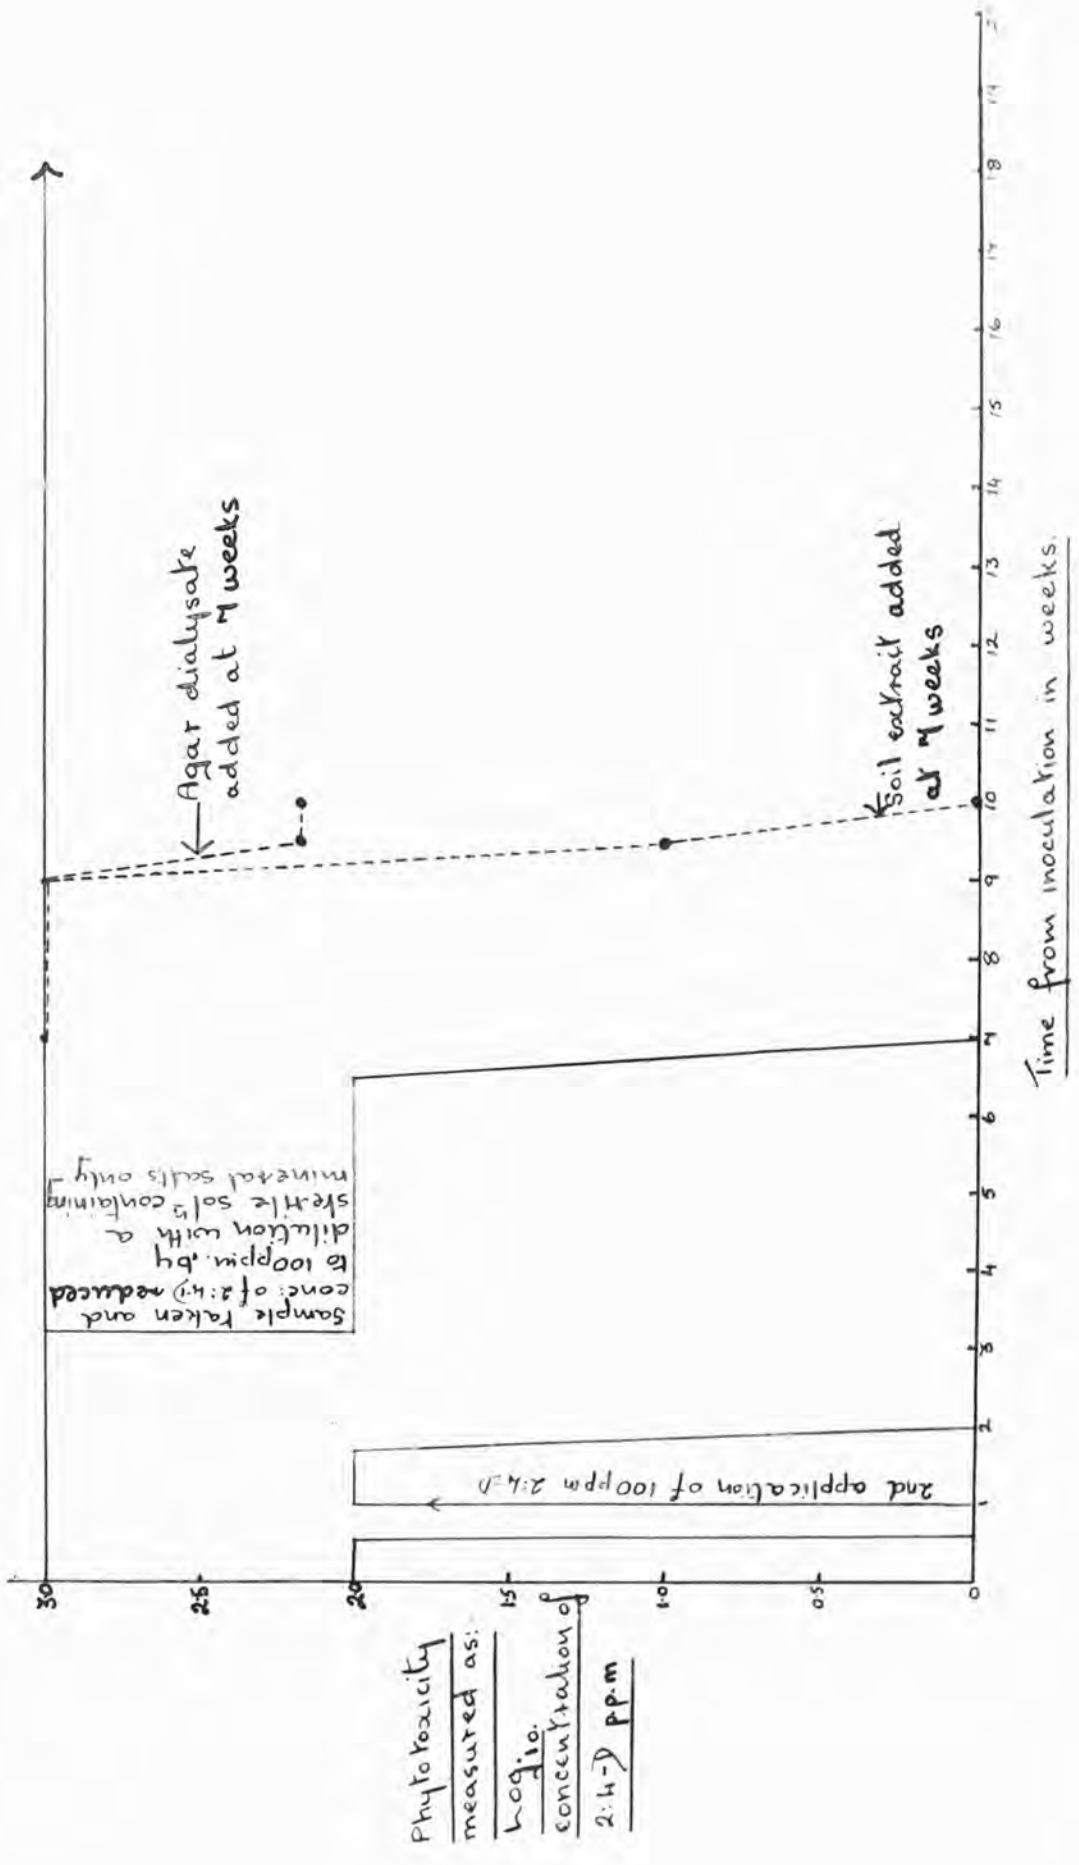 3.0
2.5
2.0
1.5
1.0
0.5
0
Phytotoxicity
measured as:
Log10.
concentration of
2:4-D pp.m
2nd application of 100ppm 2:4-D
Sample taken and
conc: of 2:4-D reduced
to 100ppm. by
dilution with a
sterile solⁿ containing
mineral salts only
Agar dialysate
added at 7 weeks
Soil extrait added
at 7 weeks
1 2 3 4 5 6 7 8 9 10 11 12 13 14 15 16 17 18 19
Time from inoculation in weeks.